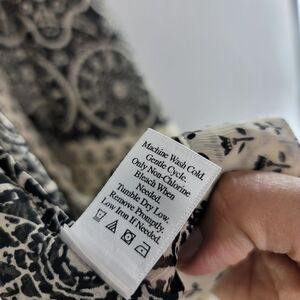 Machine Wash Cold.
Gentle Cycle.
Only Non-Chlorine
Bleach When
Needed.
Tumble Dry Low.
Remove Promptly.
Low Iron If Needed.